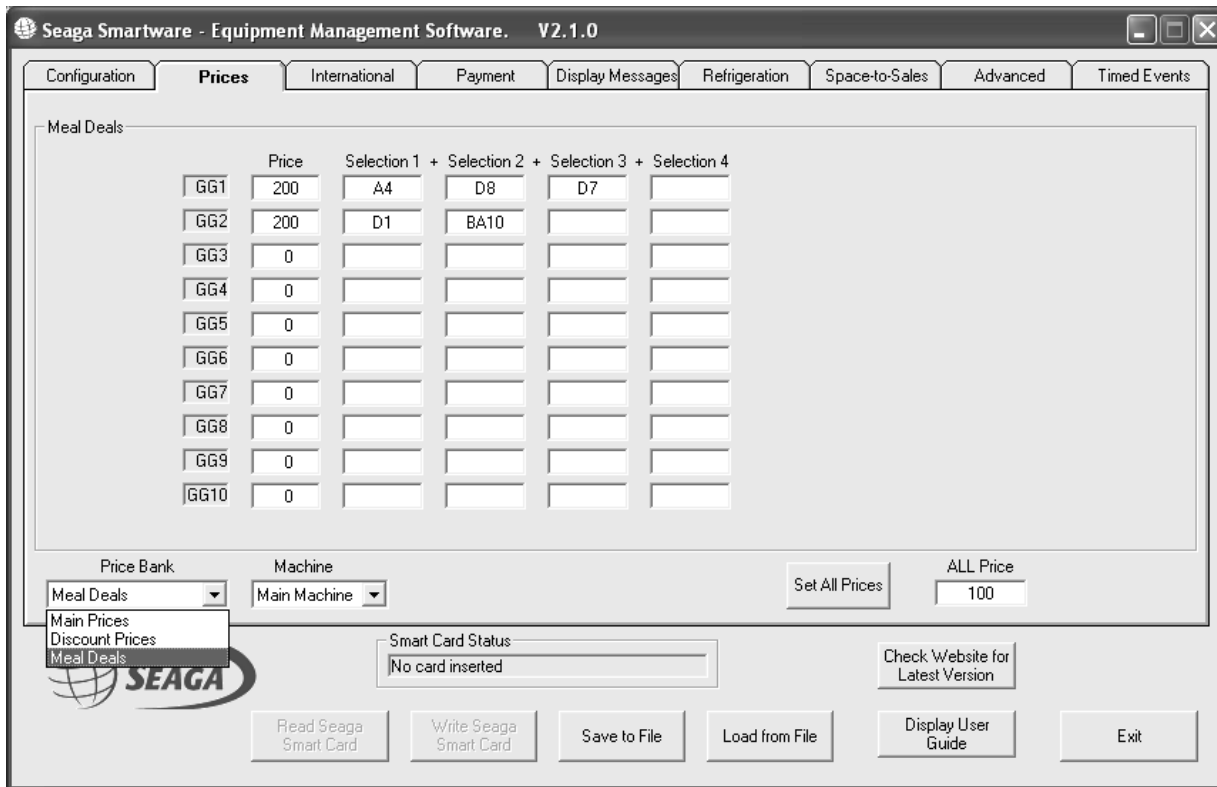 Seaga Smartware - Equipment Management Software. V2.1.0
Configuration Prices International Payment Display Messages Refrigeration Space-to-Sales Advanced Timed Events
Meal Deals
Price Selection 1 + Selection 2 + Selection 3 + Selection 4
GG1 200 A4 D8 D7
GG2 200 D1 BA10
GG3 0
GG4 0
GG5 0
GG6 0
GG7 0
GG8 0
GG9 0
GG10 0
Price Bank Machine ALL Price
Meal Deals Main Machine Set All Prices 100
Main Prices
Discount Prices
Meal Deals
Smart Card Status
No card inserted
SEAGA
Check Website for
Latest Version
Read Seaga
Smart Card
Write Seaga
Smart Card
Save to File
Load from File
Display User
Guide
Exit